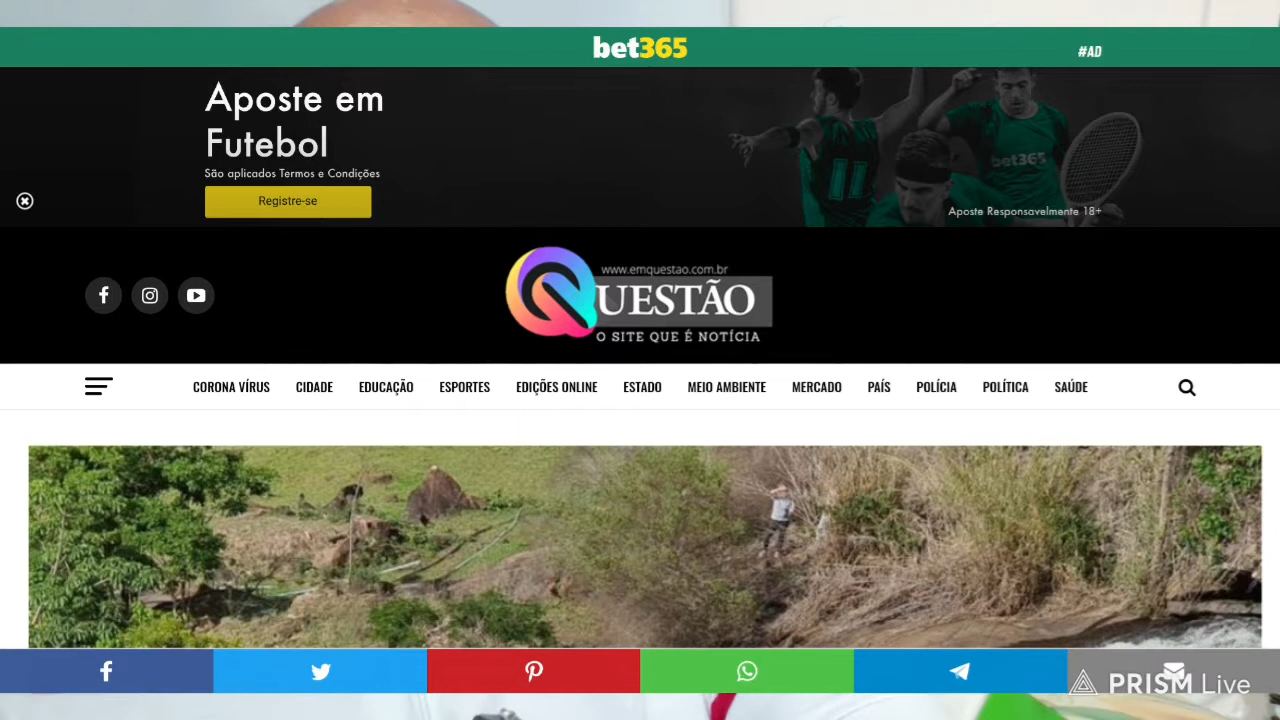 bet365
#AD
Aposte em
Futebol
São aplicados Termos e Condições
Registre-se
11
bet365
Aposte Responsavelmente 18+
www.emquestao.com.br
QUESTÃO
O SITE QUE É NOTÍCIA
CORONA VÍRUS CIDADE EDUCAÇÃO ESPORTES EDIÇÕES ONLINE ESTADO MEIO AMBIENTE MERCADO PAÍS POLÍCIA POLÍTICA SAÚDE
PRISM Live